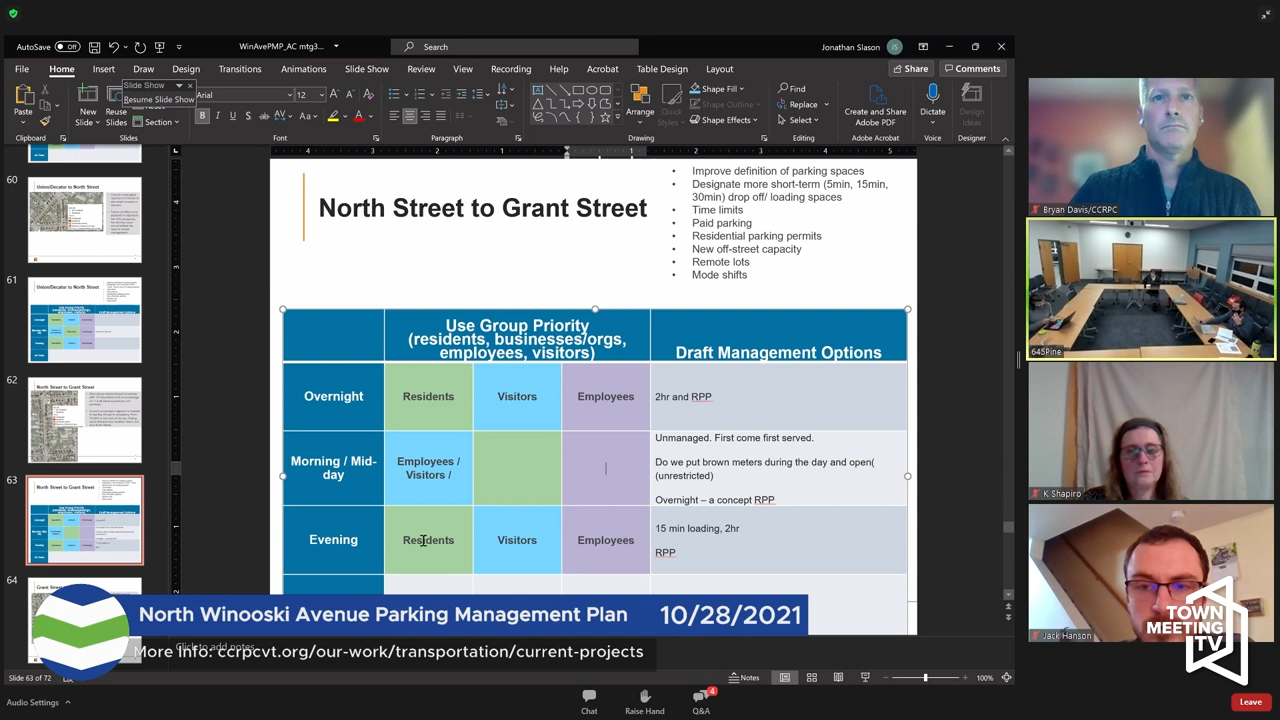 AutoSave Off
WinAvePMP_AC mtg3...
Search
Jonathan Slason
JS
File Home Insert Draw Design Transitions Animations Slide Show Review View Recording Help Acrobat Table Design Layout
Share
Comments
Slide Show
Resume Slide Show
Paste
New Slide
Reuse Slides
Section
Arial
12
Shape Fill
Shape Outline
Shape Effects
Arrange
Quick Styles
Find
Replace
Select
Create and Share Adobe PDF
Dictate
Design Ideas
Clipboard
Slides
Font
Paragraph
Drawing
Editing
Adobe Acrobat
Voice
Designer
60
Union/Decatur to North Street
61
Union/Decatur to North Street
62
North Street to Grant Street
North Street to Grant Street
64
North Street to Grant Street
• Improve definition of parking spaces
• Designate more short-term (5min, 15min,
30min) drop off/ loading spaces
• Time limits
• Paid parking
• Residential parking permits
• New off-street capacity
• Remote lots
• Mode shifts
Use Group Priority
(residents, businesses/orgs,
employees, visitors)
Draft Management Options
Overnight
Residents
Visitors
Employees
2hr and RPP
Morning / Mid-
day
Employees /
Visitors /
Unmanaged. First come first served.
Do we put brown meters during the day and open(
(unrestricted)
Overnight – a concept RPP
Evening
Residents
Visitors
Employees
15 min loading, 2hr
RPP
North Winooski Avenue Parking Management Plan 10/28/2021
Click to add notes
More info: ccrpcvt.org/our-work/transportation/current-projects
Slide 63 of 72
Notes
100%
Audio Settings
Chat
Raise Hand
Q&A
4
Leave
Bryan Davis/CCRPC
645Pine
K Shapiro
Jack Hanson
TOWN
MEETING
TV